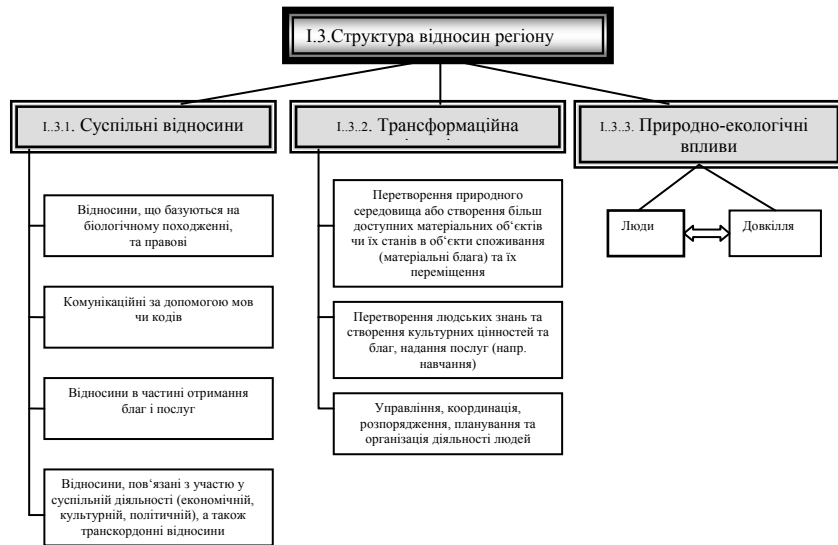 І.3.Структура відносин регіону
І..3.1. Суспільні відносини
І..3..2. Трансформаційна
І..3..3. Природно-екологічні
впливи
Відносини, що базуються на
біологічному походженні,
та правові
Комунікаційні за допомогою мов
чи кодів
Відносини в частині отримання
благ і послуг
Відносини, пов‘язані з участю у
суспільній діяльності (економічній,
культурній, політичній), а також
транскордонні відносини
Перетворення природного
середовища або створення більш
доступних матеріальних об‘єктів
чи їх станів в об‘єкти споживання
(матеріальні блага) та їх
переміщення
Перетворення людських знань та
створення культурних цінностей та
благ, надання послуг (напр.
навчання)
Управління, координація,
розпорядження, планування та
організація діяльності людей
Люди
Довкілля